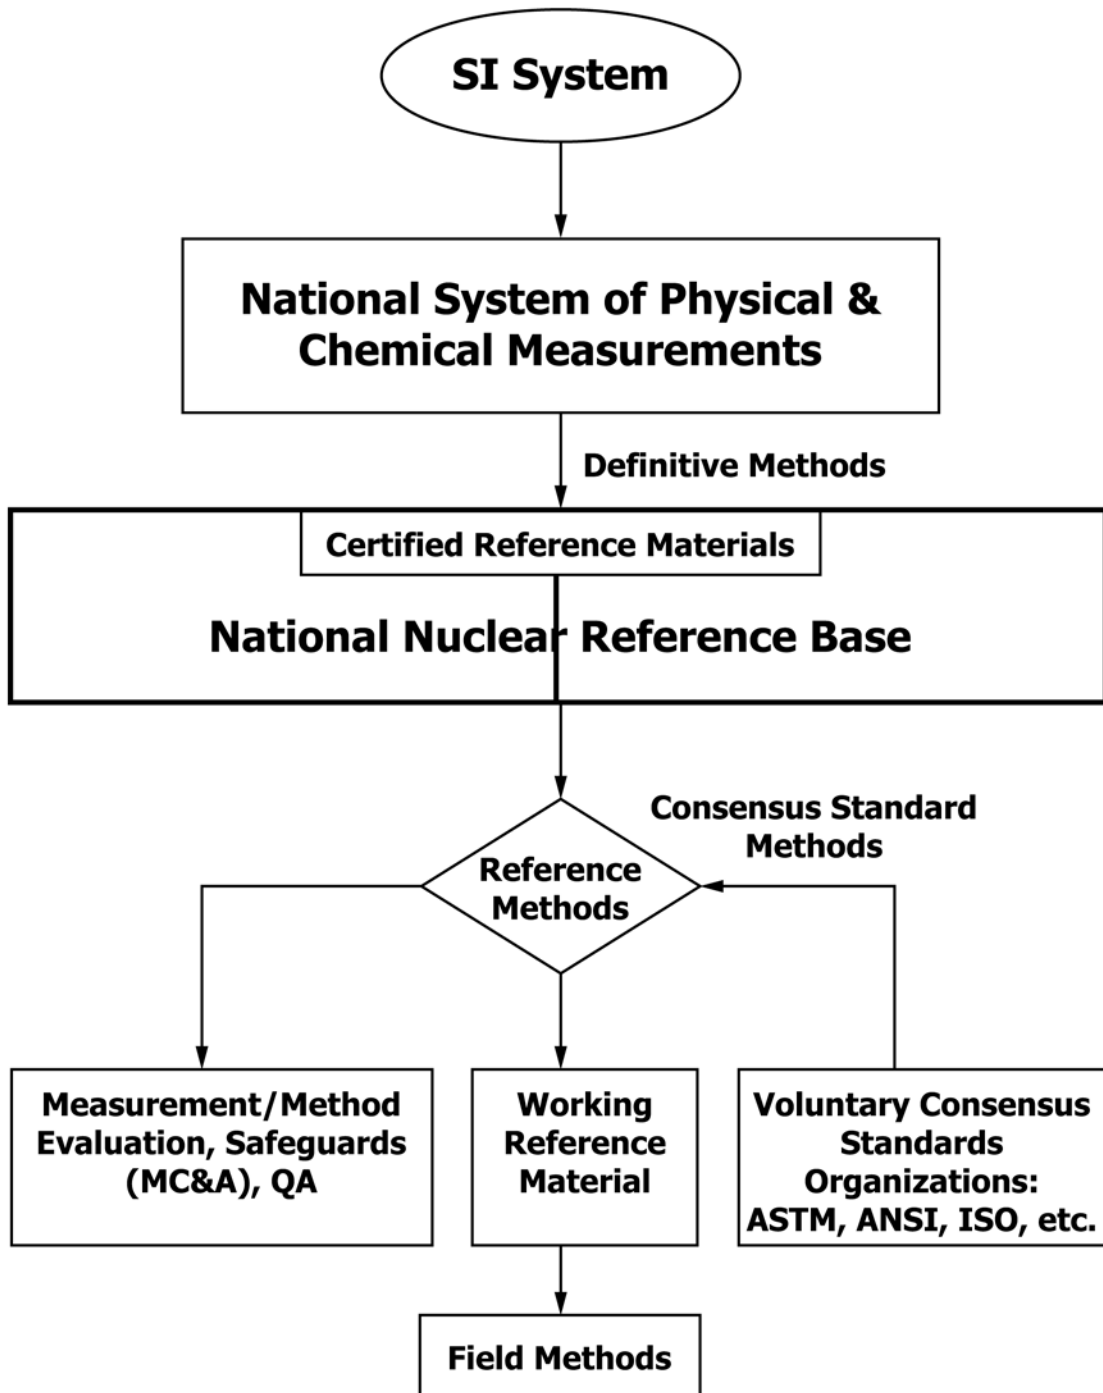 SI System
National System of Physical &
Chemical Measurements
Definitive Methods
Certified Reference Materials
National Nuclear Reference Base
Consensus Standard
Methods
Reference
Methods
Measurement/Method
Evaluation, Safeguards
(MC&A), QA
Working
Reference
Material
Voluntary Consensus
Standards
Organizations:
ASTM, ANSI, ISO, etc.
Field Methods